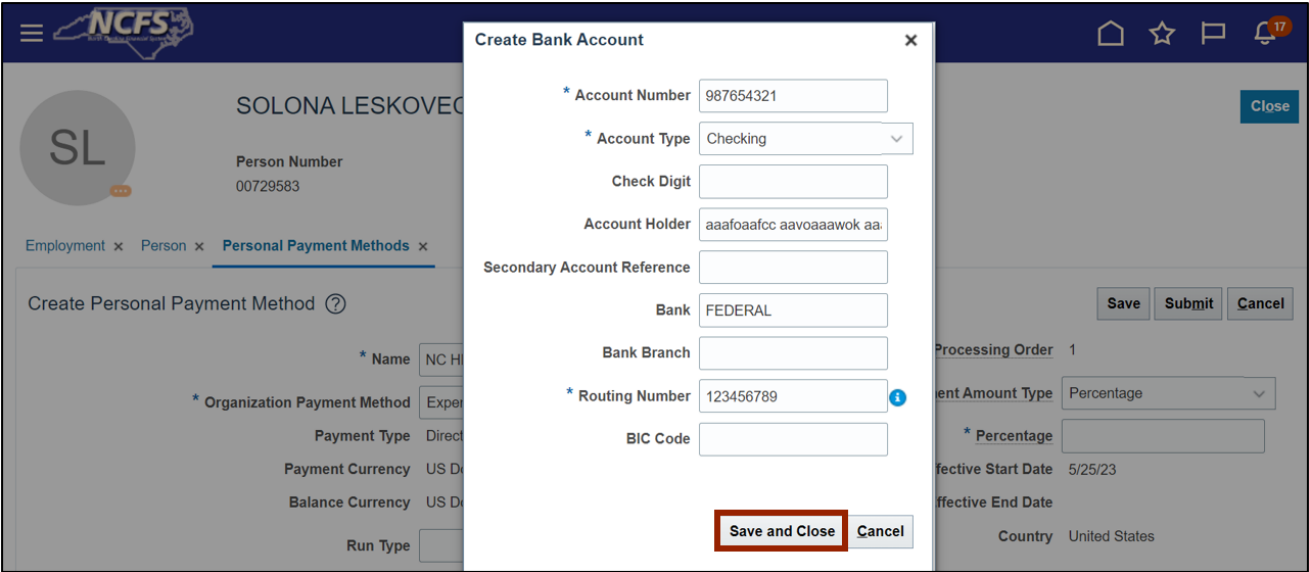 NCFS
17
Create Bank Account
SOLONA LESKOVEC
Close
SL
Person Number
00729583
* Account Number 987654321
* Account Type Checking
Check Digit
Account Holder aaafoaafcc aavoaaawok aa
Secondary Account Reference
Bank FEDERAL
Bank Branch
* Routing Number 123456789
BIC Code
Save and Close Cancel
Employment Person Personal Payment Methods
Create Personal Payment Method
Save Submit Cancel
* Name NC
* Organization Payment Method Exper
Payment Type Direct
Payment Currency US
Balance Currency US
Run Type
Processing Order 1
ent Amount Type Percentage
* Percentage
ffective Start Date 5/25/23
ffective End Date
Country United States